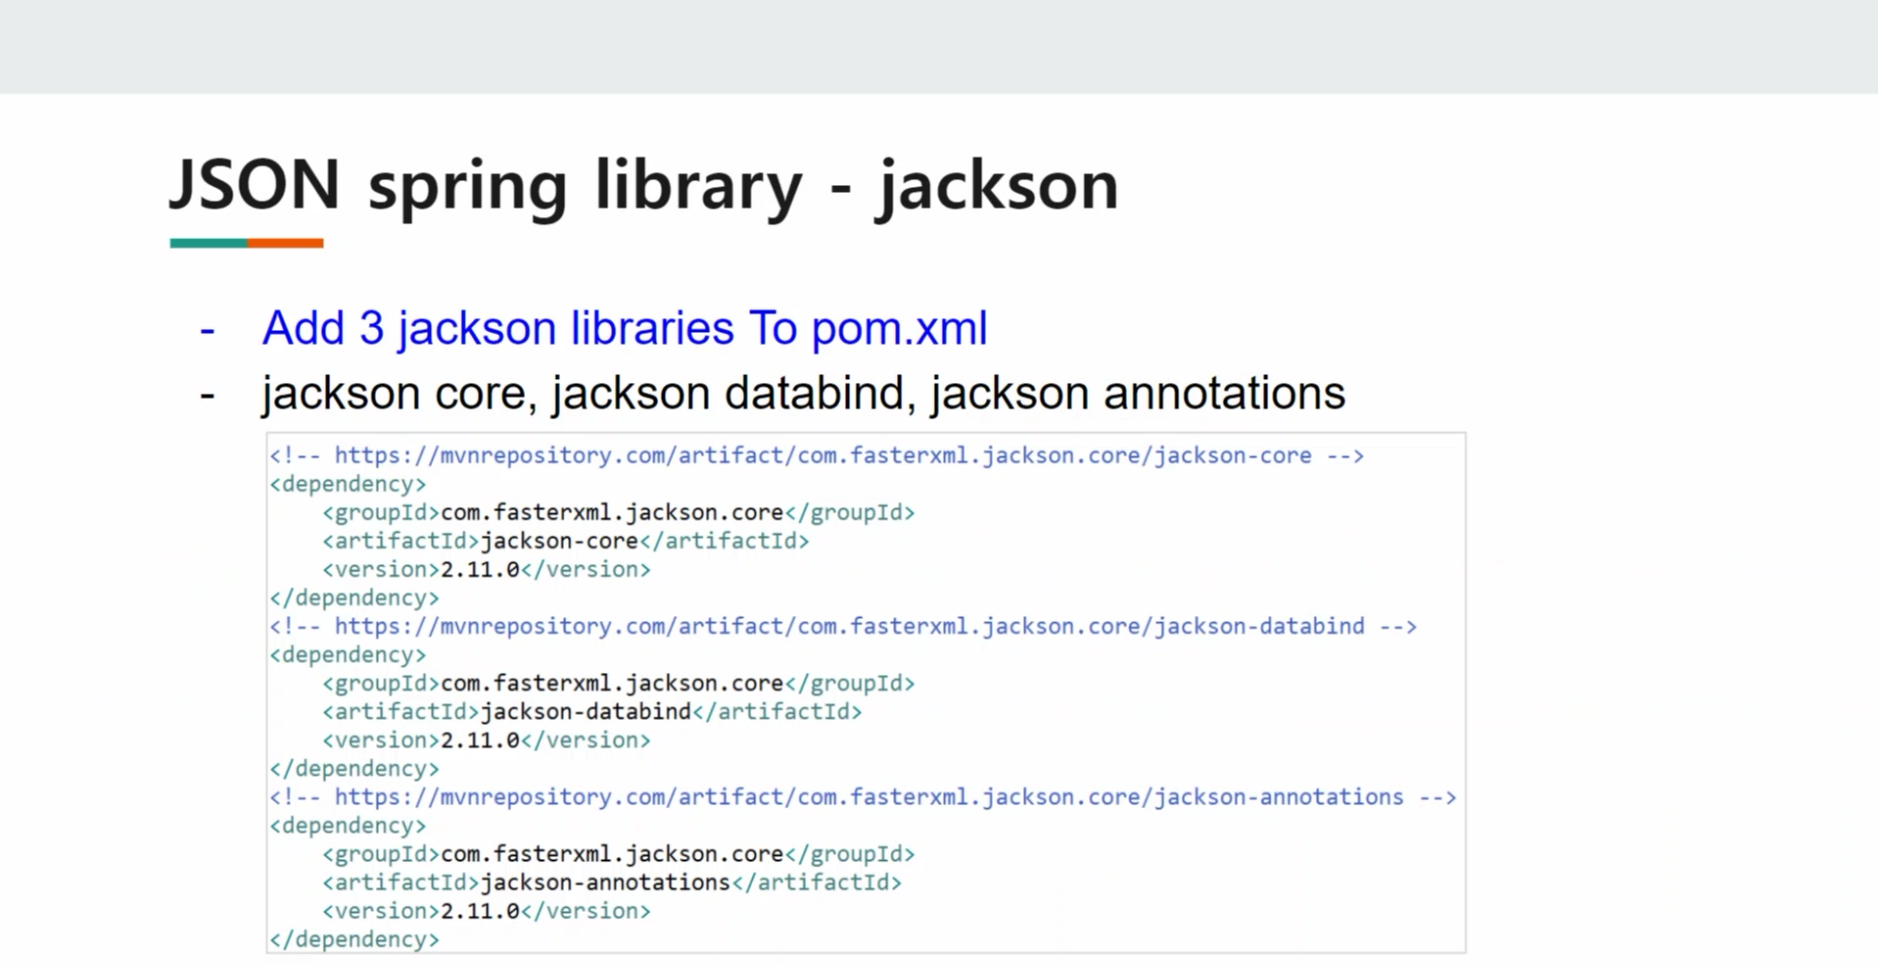 JSON spring library - jackson
- Add 3 jackson libraries To pom.xml
- jackson core, jackson databind, jackson annotations
<!-- https://mvnrepository.com/artifact/com.fasterxml.jackson.core/jackson-core -->
<dependency>
    <groupId>com.fasterxml.jackson.core</groupId>
    <artifactId>jackson-core</artifactId>
    <version>2.11.0</version>
</dependency>
<!-- https://mvnrepository.com/artifact/com.fasterxml.jackson.core/jackson-databind -->
<dependency>
    <groupId>com.fasterxml.jackson.core</groupId>
    <artifactId>jackson-databind</artifactId>
    <version>2.11.0</version>
</dependency>
<!-- https://mvnrepository.com/artifact/com.fasterxml.jackson.core/jackson-annotations -->
<dependency>
    <groupId>com.fasterxml.jackson.core</groupId>
    <artifactId>jackson-annotations</artifactId>
    <version>2.11.0</version>
</dependency>